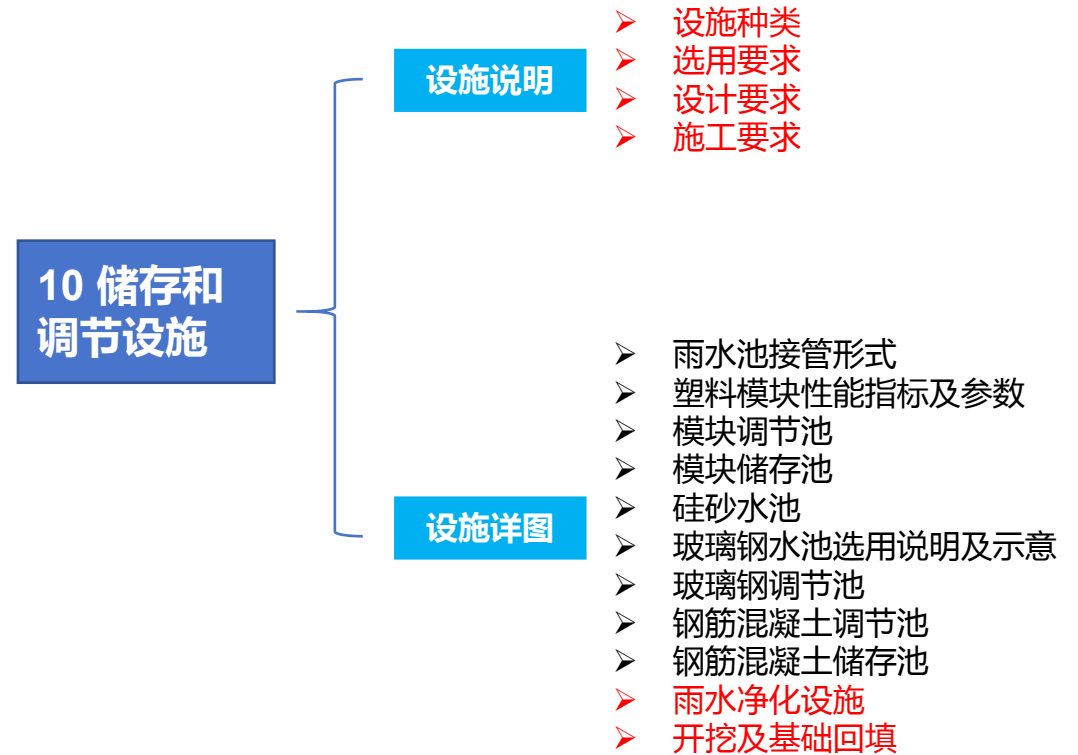 设施种类
选用要求
设计要求
施工要求
设施说明
10 储存和
调节设施
雨水池接管形式
塑料模块性能指标及参数
模块调节池
模块储存池
硅砂水池
玻璃钢水池选用说明及示意
玻璃钢调节池
钢筋混凝土调节池
钢筋混凝土储存池
雨水净化设施
开挖及基础回填
设施详图